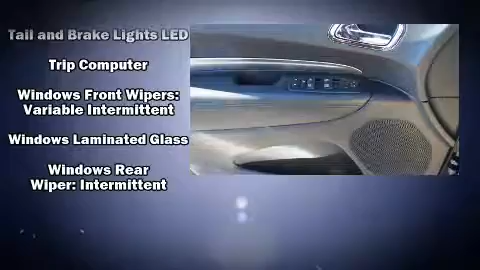 Tail and Brake Lights LED
Trip Computer
Windows Front Wipers:
Variable Intermittent
Windows Laminated Glass
Windows Rear
Wiper: Intermittent